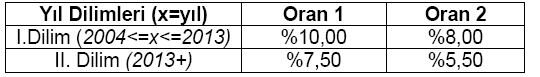 Yıl Dilimleri (x=yıl) Oran 1 Oran 2
I.Dilim (2004<=x<=2013) %10,00 %8,00
II. Dilim (2013+) %7,50 %5,50